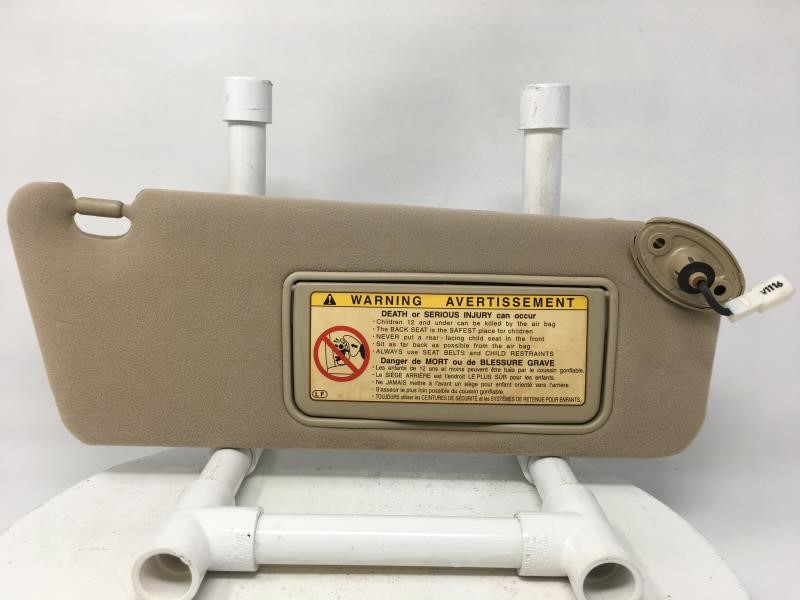 WARNING AVERTISSEMENT
DEATH or SERIOUS INJURY can occur
·Children 12 and under can be killed by the air bag
·The BACK SEAT is the SAFEST place for children
·NEVER put a rear-facing child seat in the front
·Sit as far back as possible from the air bag
·ALWAYS use SEAT BELTS and CHILD RESTRAINTS
Danger de MORT ou de BLESSURE GRAVE
·Les enfants de 12 ans et moins peuvent être tués par le coussin gonflable.
·Le SIÈGE ARRIÈRE est l'endroit LE PLUS SÛR pour les enfants.
·Ne JAMAIS mettre à l'avant un siège pour enfant orienté vers l'arrière.
·S'asseoir le plus loin possible du coussin gonflable.
·TOUJOURS utiliser les CEINTURES DE SÉCURITÉ et les SYSTÈMES DE RETENUE POUR ENFANTS.
LF
V1116